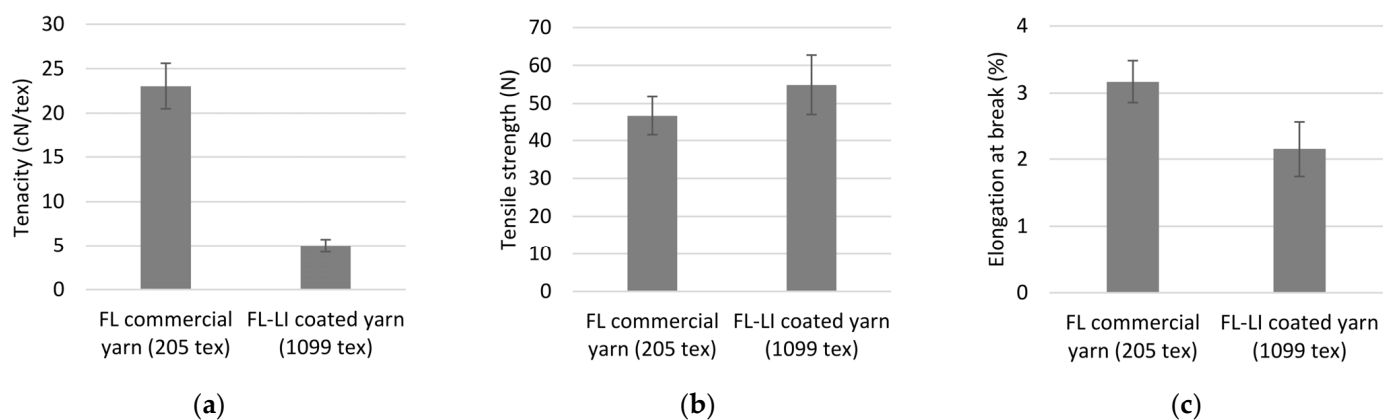 Tenacity (cN/tex)
30
25
20
15
10
5
0
FL commercial
yarn (205 tex)
FL-LI coated yarn
(1099 tex)
(a)
Tensile strength (N)
70
60
50
40
30
20
10
0
FL commercial
yarn (205 tex)
FL-LI coated yarn
(1099 tex)
(b)
Elongation at break (%)
4
3
2
1
0
FL commercial
yarn (205 tex)
FL-LI coated yarn
(1099 tex)
(c)